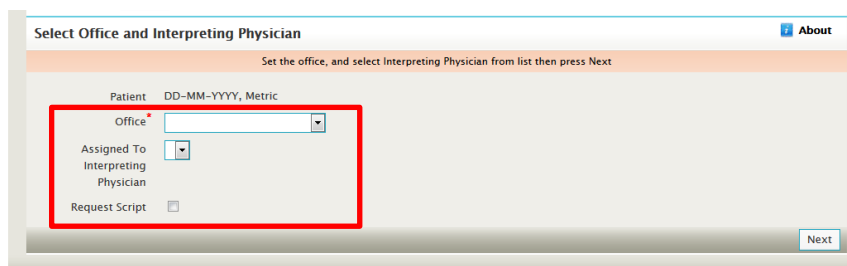 Select Office and Interpreting Physician
About
Set the office, and select Interpreting Physician from list then press Next
Patient DD-MM-YYYY, Metric
Office*
Assigned To
Interpreting
Physician
Request Script
Next